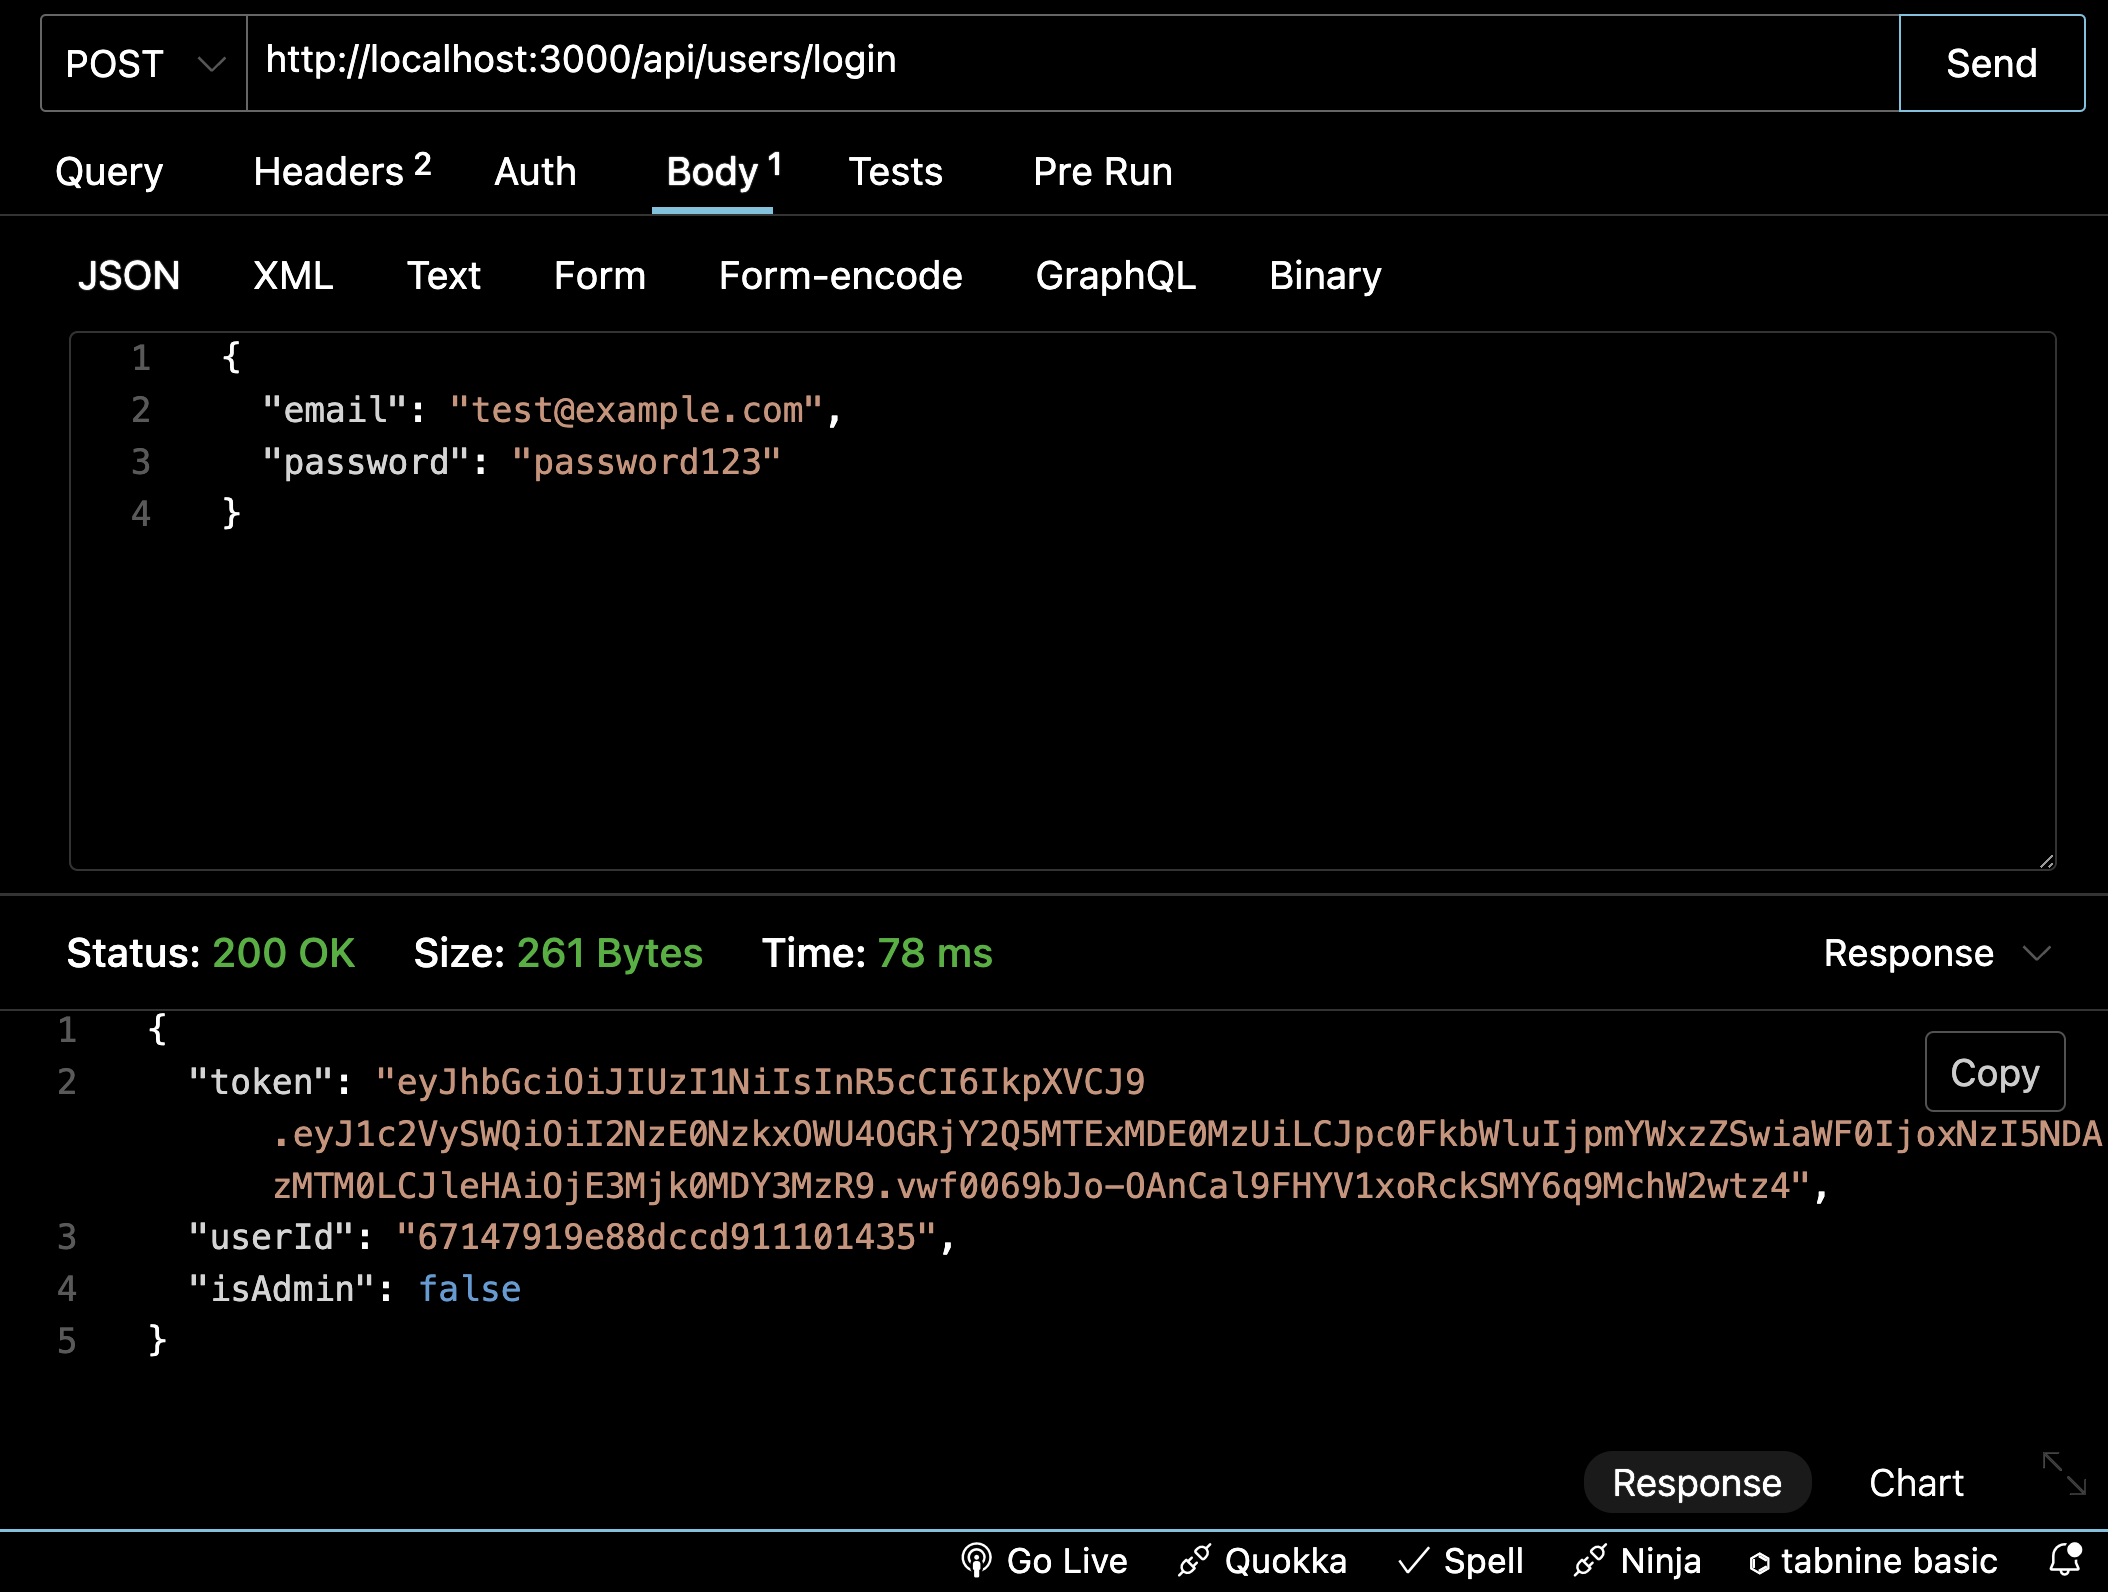 POST http://localhost:3000/api/users/login Send
Query Headers 2 Auth Body 1 Tests Pre Run
JSON XML Text Form Form-encode GraphQL Binary
1 {
2 "email": "test@example.com",
3 "password": "password123"
4 }
Status: 200 OK Size: 261 Bytes Time: 78 ms Response
1 {
Copy
2 "token": "eyJhbGciOiJIUzI1NiIsInR5cCI6IkpXVCJ9
.eyJ1c2VySWQiOiI2NzE0NzkxOWU4OGRjY2Q5MTExMDE0MzUiLCJpc0FkbWluIjpmYWxzZSwiaWF0IjoxNzI5NDA
zMTM0LCJleHAiOjE3Mjk0MDY3MzR9.vwf0069bJo-OAnCal9FHYV1xoRckSMY6q9MchW2wtz4",
3 "userId": "67147919e88dccd911101435",
4 "isAdmin": false
5 }
Response Chart
Go Live Quokka Spell Ninja tabnine basic